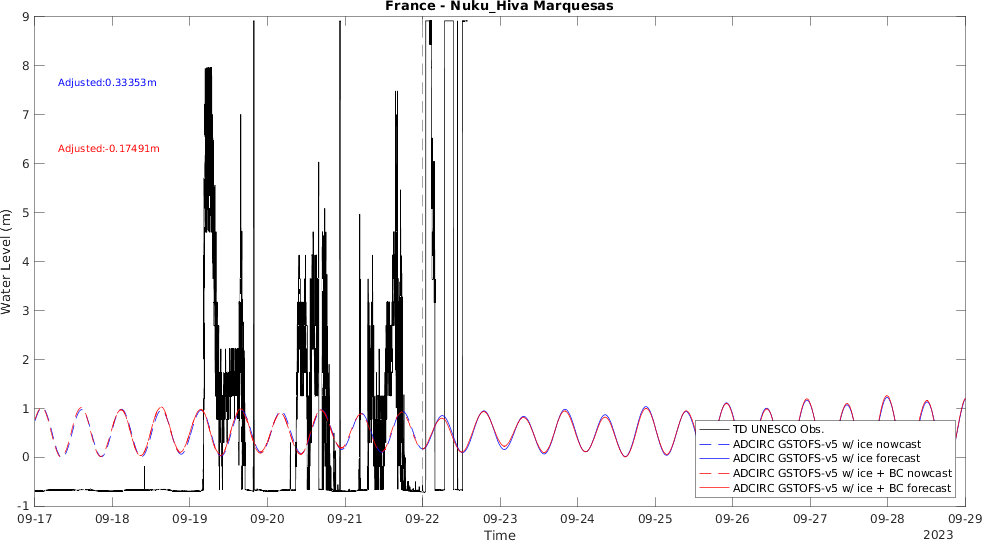 France - Nuku_Hiva Marquesas
9
8
7
6
5
4
3
2
1
0
-1
Water Level (m)
Adjusted:0.33353m
Adjusted:-0.17491m
TD UNESCO Obs.
ADCIRC GSTOFS-v5 w/ ice nowcast
ADCIRC GSTOFS-v5 w/ ice forecast
ADCIRC GSTOFS-v5 w/ ice + BC nowcast
ADCIRC GSTOFS-v5 w/ ice + BC forecast
09-17 09-18 09-19 09-20 09-21 09-22 09-23 09-24 09-25 09-26 09-27 09-28 09-29
Time
2023